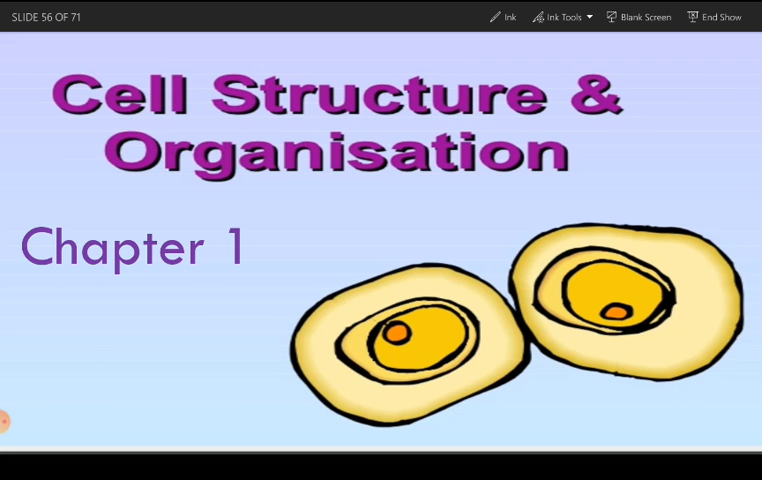 SLIDE 56 OF 71
Ink
Ink Tools
Blank Screen
End Show
Cell Structure &
Organisation
Chapter 1